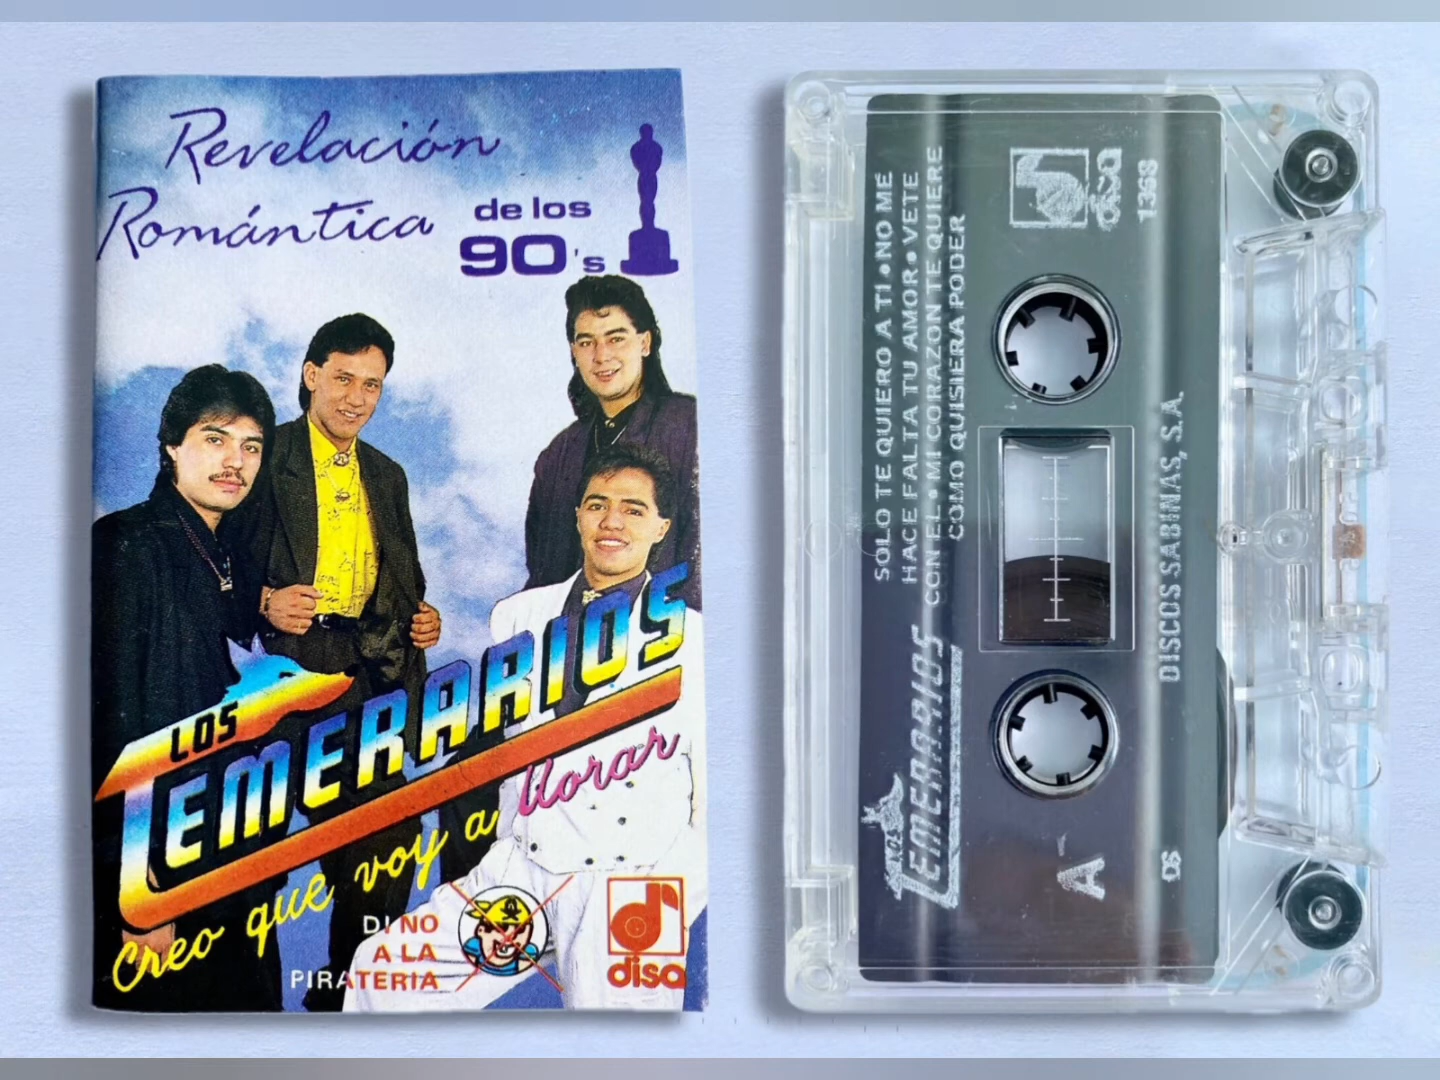 Revelación
Romántica
de los
90's
LOS
TEMERARIOS
Creo que voy a llorar
DI NO
A LA
PIRATERIA
disa
SOLO TE QUIERO A TI • NO ME
HACE FALTA TU AMOR • VETE
CON EL • MI CORAZON TE QUIERE
COMO QUISIERA PODER
LOS
TEMERARIOS
disa
1368
DISCOS SABINAS, S.A.
A
DS